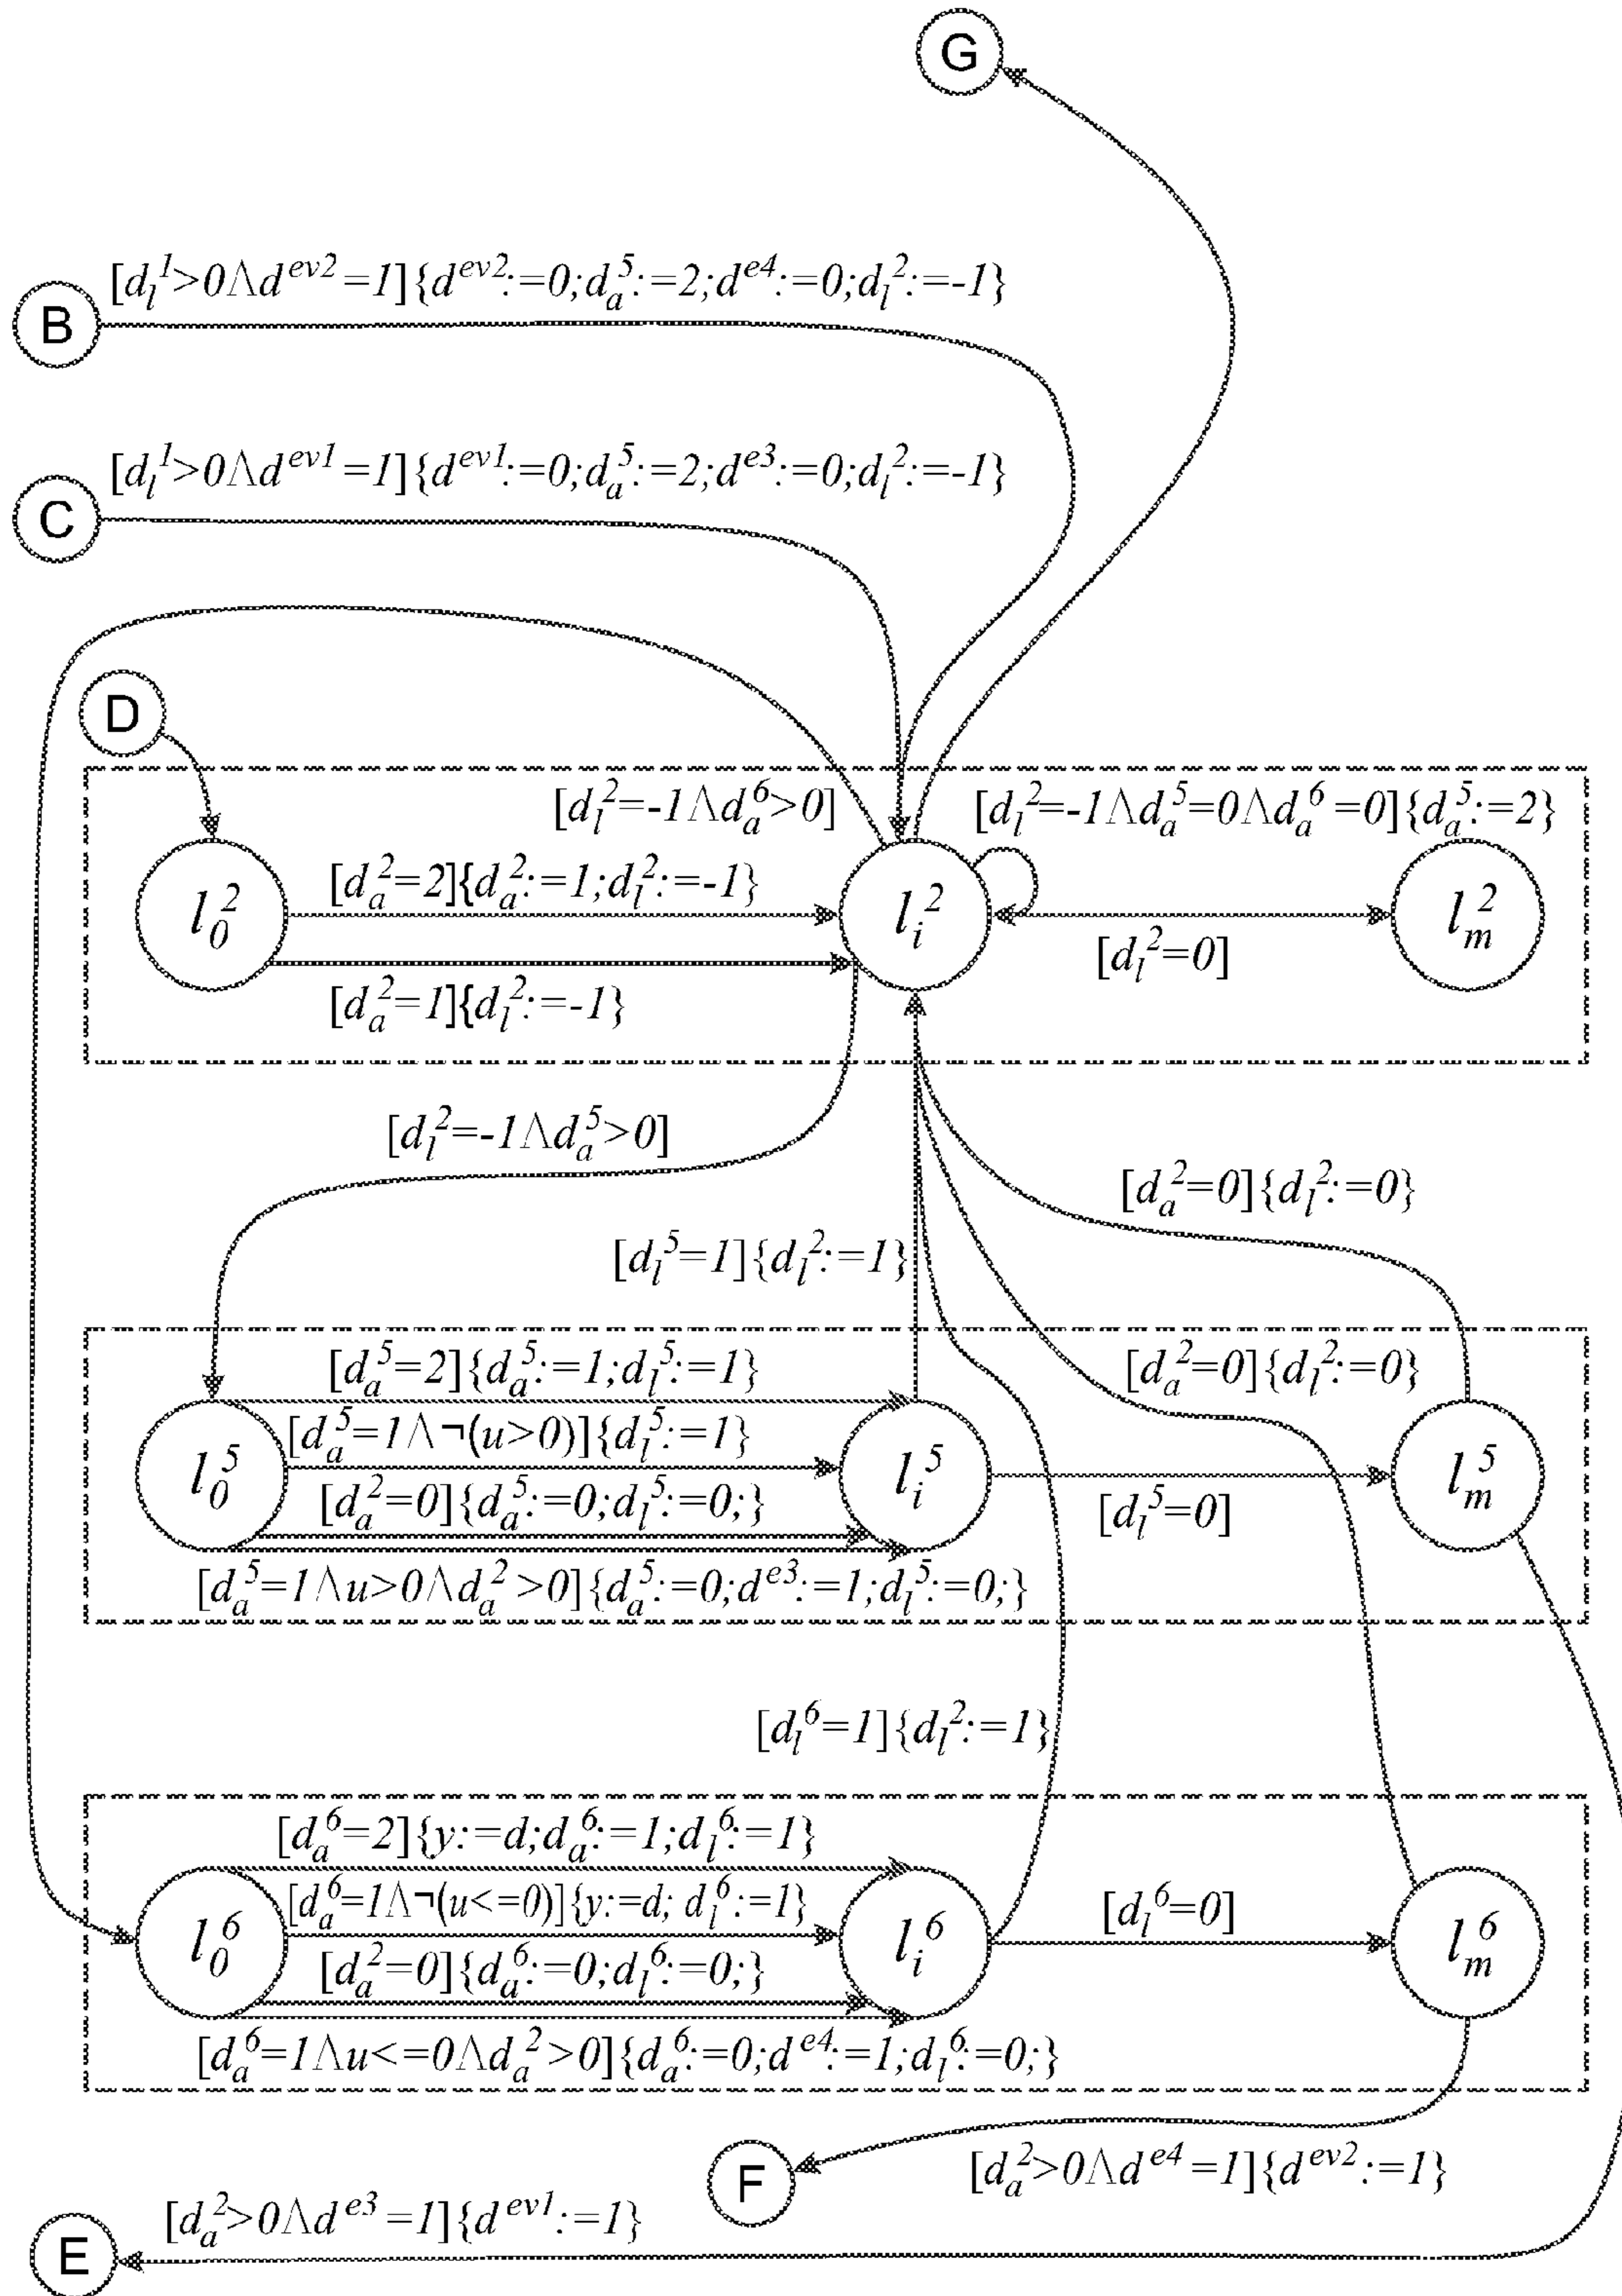 G
[d_l^1>0∧d^ev2=1]{d^ev2:=0;d_a^5:=2;d^e4:=0;d_l^2:=-1}
B
[d_l^1>0∧d^ev1=1]{d^ev1:=0;d_a^5:=2;d^e3:=0;d_l^2:=-1}
C
D
[d_l^2=-1∧d_a^6>0]
[d_l^2=-1∧d_a^5=0∧d_a^6=0]{d_a^5:=2}
[d_a^2=2]{d_a^2:=1;d_l^2:=-1}
l_0^2
l_i^2
l_m^2
[d_l^2=0]
[d_a^2=1]{d_l^2:=-1}
[d_l^2=-1∧d_a^5>0]
[d_a^2=0]{d_l^2:=0}
[d_l^5=1]{d_l^2:=1}
[d_a^5=2]{d_a^5:=1;d_l^5:=1}
[d_a^2=0]{d_l^2:=0}
[d_a^5=1∧¬(u>0)]{d_l^5:=1}
l_0^5
l_i^5
l_m^5
[d_a^2=0]{d_a^5:=0;d_l^5:=0;}
[d_l^5=0]
[d_a^5=1∧u>0∧d_a^2>0]{d_a^5:=0;d^e3:=1;d_l^5:=0;}
[d_l^6=1]{d_l^2:=1}
[d_a^6=2]{y:=d;d_a^6:=1;d_l^6:=1}
[d_a^6=1∧¬(u<=0)]{y:=d; d_l^6:=1}
[d_l^6=0]
l_0^6
l_i^6
l_m^6
[d_a^2=0]{d_a^6:=0;d_l^6:=0;}
[d_a^6=1∧u<=0∧d_a^2>0]{d_a^6:=0;d^e4:=1;d_l^6:=0;}
F
[d_a^2>0∧d^e4=1]{d^ev2:=1}
[d_a^2>0∧d^e3=1]{d^ev1:=1}
E